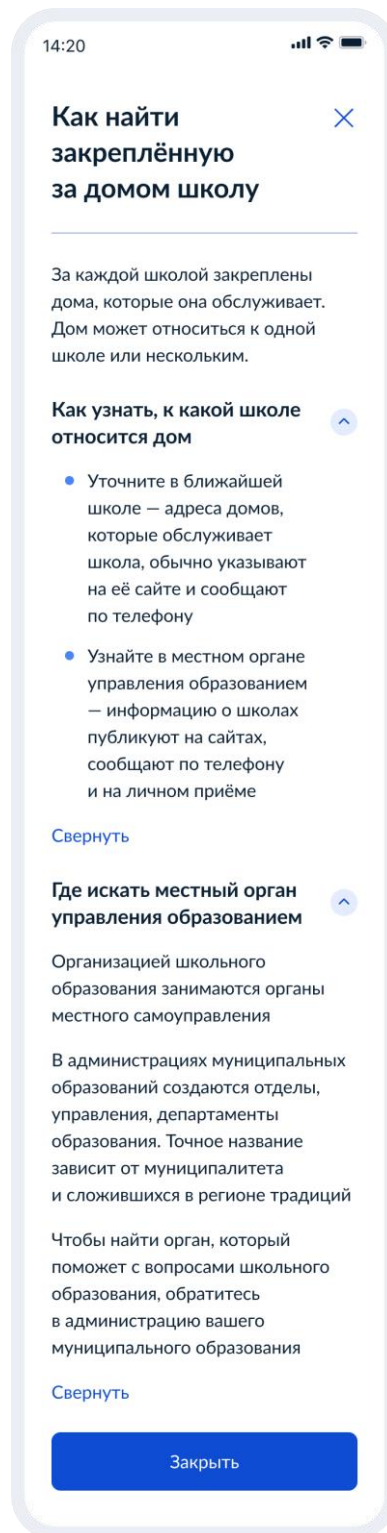 14:20
Как найти
закреплённую
за домом школу
За каждой школой закреплены
дома, которые она обслуживает.
Дом может относиться к одной
школе или нескольким.
Как узнать, к какой школе
относится дом
Уточните в ближайшей
школе — адреса домов,
которые обслуживает
школа, обычно указывают
на её сайте и сообщают
по телефону
Узнайте в местном органе
управления образованием
— информацию о школах
публикуют на сайтах,
сообщают по телефону
и на личном приёме
Свернуть
Где искать местный орган
управления образованием
Организацией школьного
образования занимаются органы
местного самоуправления
В администрациях муниципальных
образований создаются отделы,
управления, департаменты
образования. Точное название
зависит от муниципалитета
и сложившихся в регионе традиций
Чтобы найти орган, который
поможет с вопросами школьного
образования, обратитесь
в администрацию вашего
муниципального образования
Свернуть
Закрыть